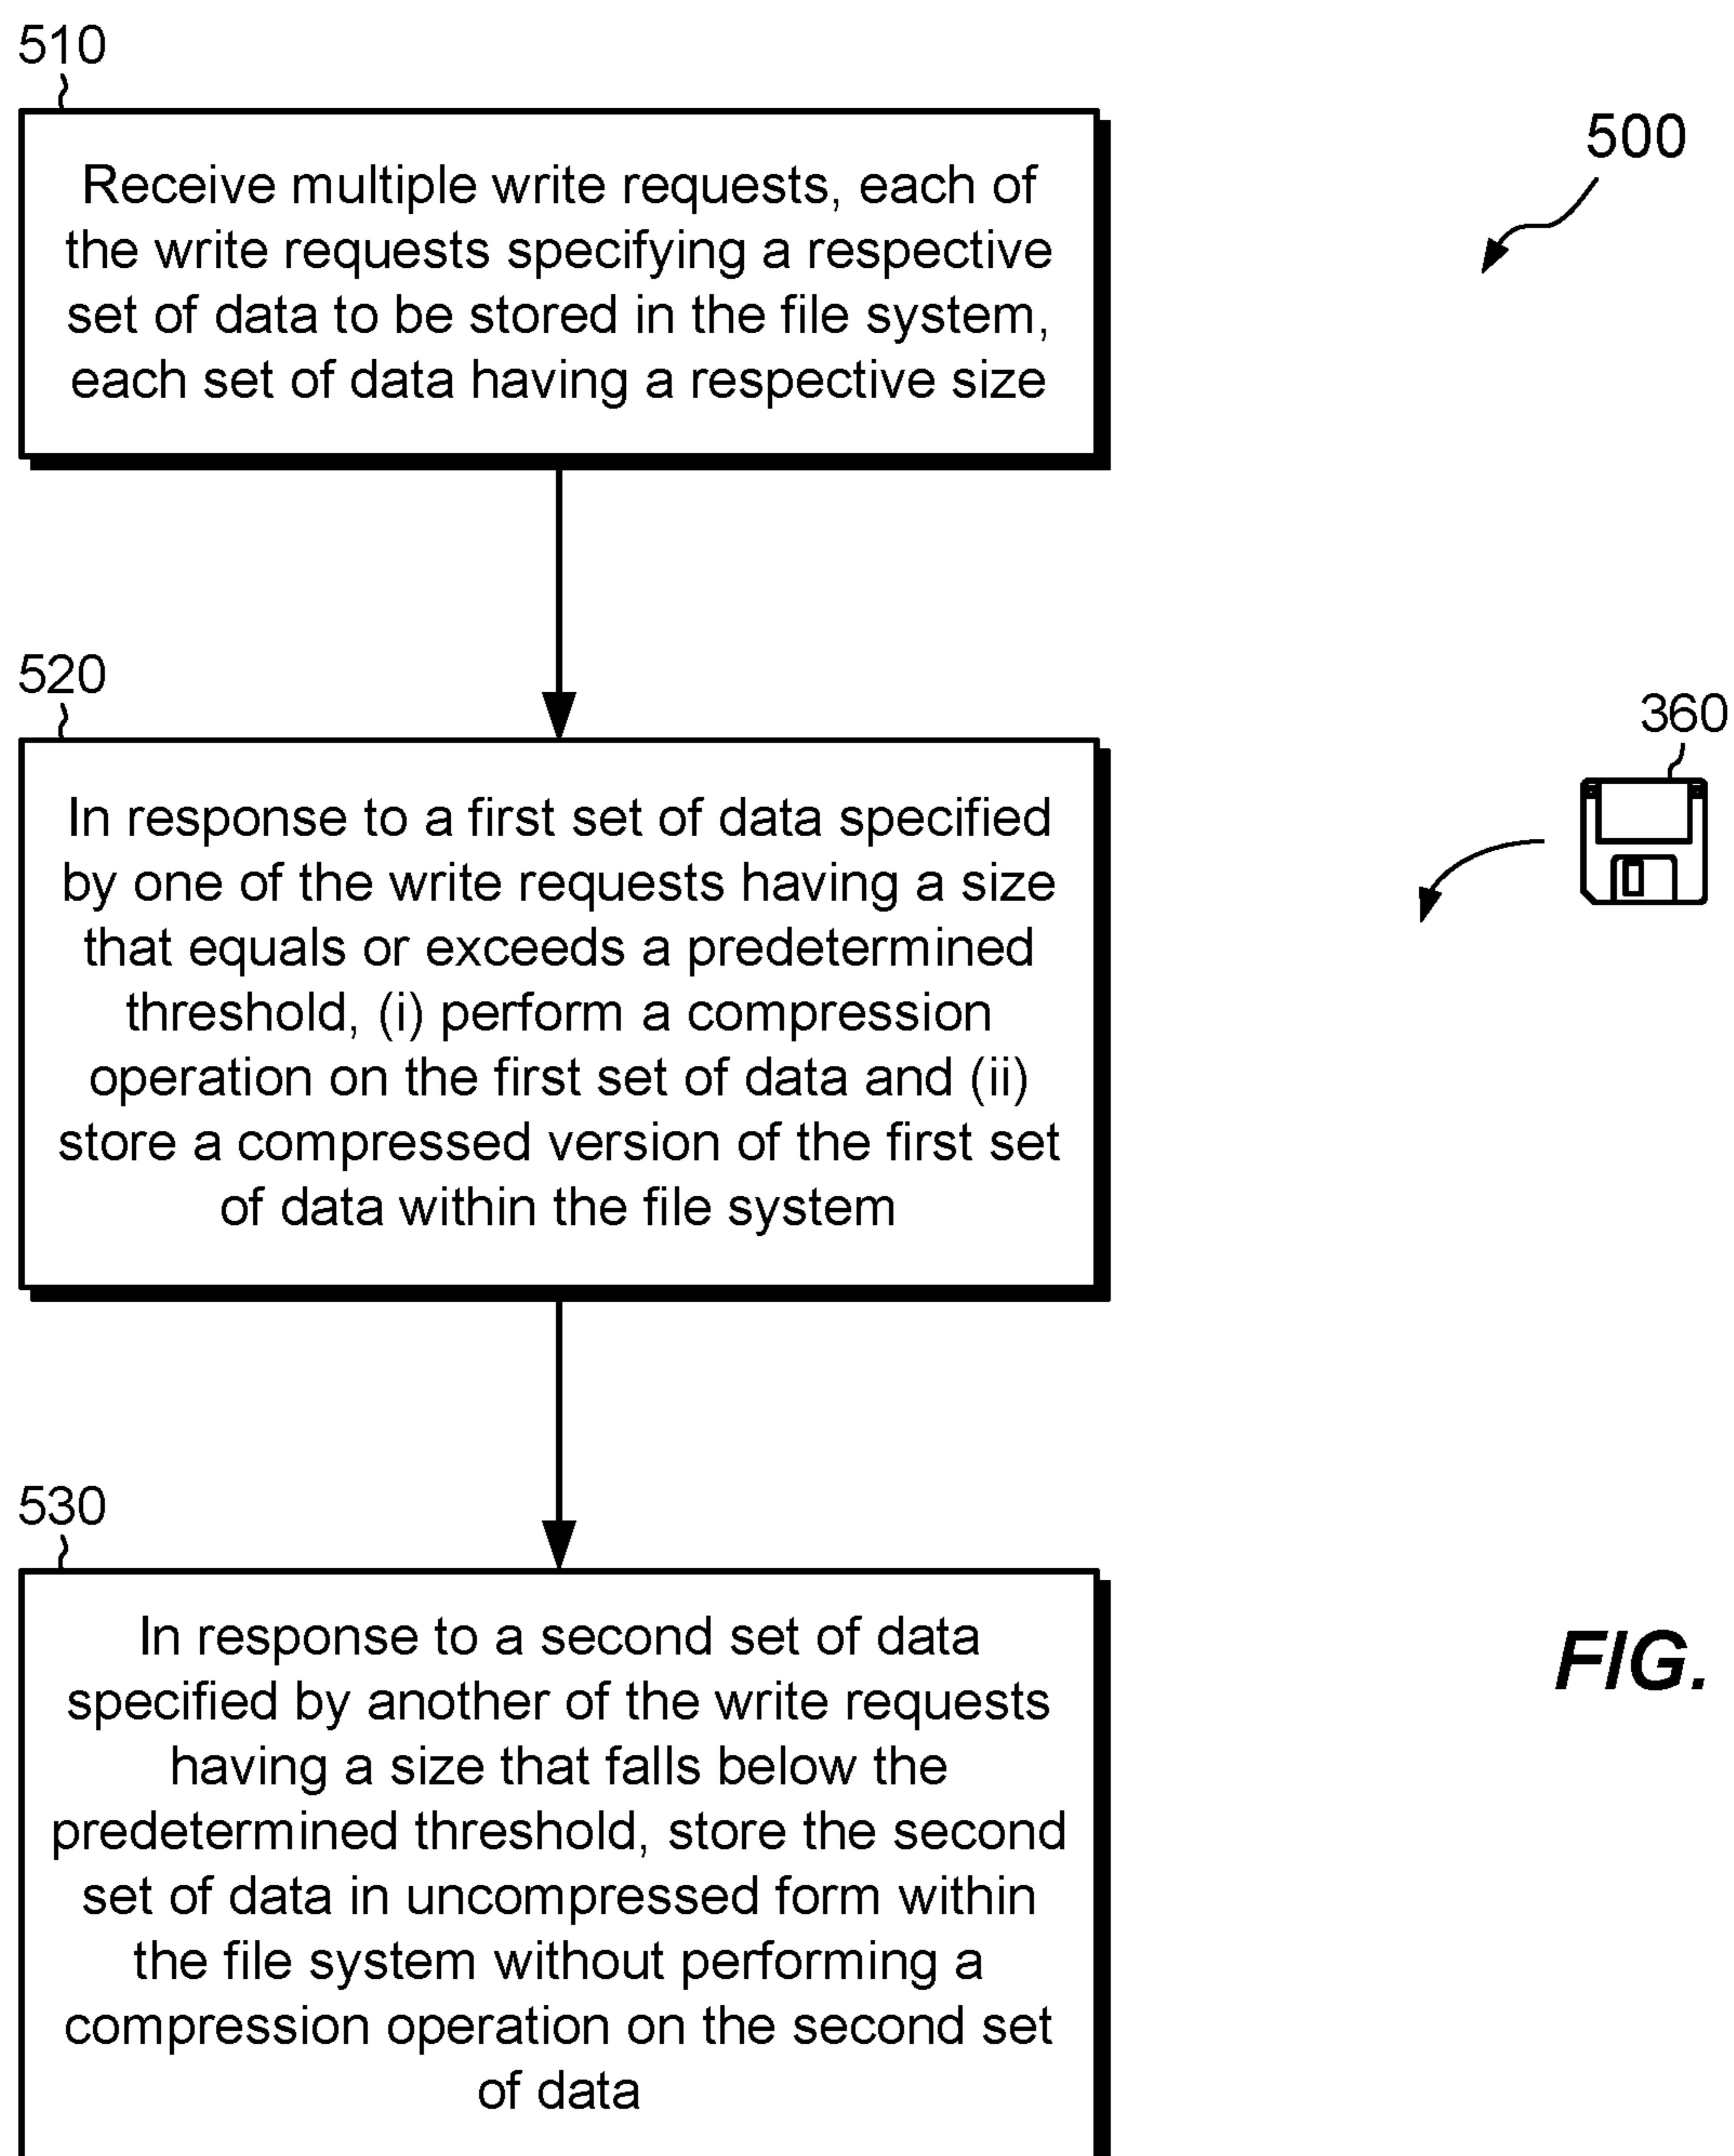 510
500
Receive multiple write requests, each of
the write requests specifying a respective
set of data to be stored in the file system,
each set of data having a respective size
520
360
In response to a first set of data specified
by one of the write requests having a size
that equals or exceeds a predetermined
threshold, (i) perform a compression
operation on the first set of data and (ii)
store a compressed version of the first set
of data within the file system
530
In response to a second set of data
specified by another of the write requests
having a size that falls below the
predetermined threshold, store the second
set of data in uncompressed form within
the file system without performing a
compression operation on the second set
of data
FIG.